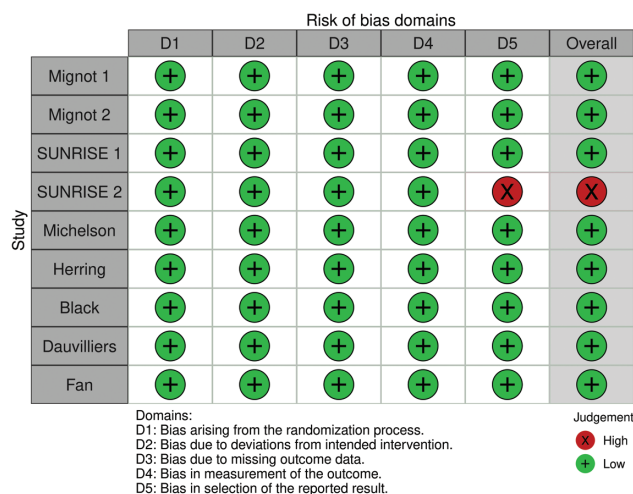 Risk of bias domains
D1 D2 D3 D4 D5 Overall
Mignot 1 + + + + + +
Mignot 2 + + + + + +
SUNRISE 1 + + + + + +
SUNRISE 2 + + + + X X
Michelson + + + + + +
Herring + + + + + +
Black + + + + + +
Dauvilliers + + + + + +
Fan + + + + + +
Study
Domains:
D1: Bias arising from the randomization process.
D2: Bias due to deviations from intended intervention.
D3: Bias due to missing outcome data.
D4: Bias in measurement of the outcome.
D5: Bias in selection of the reported result.
Judgement
X High
+ Low